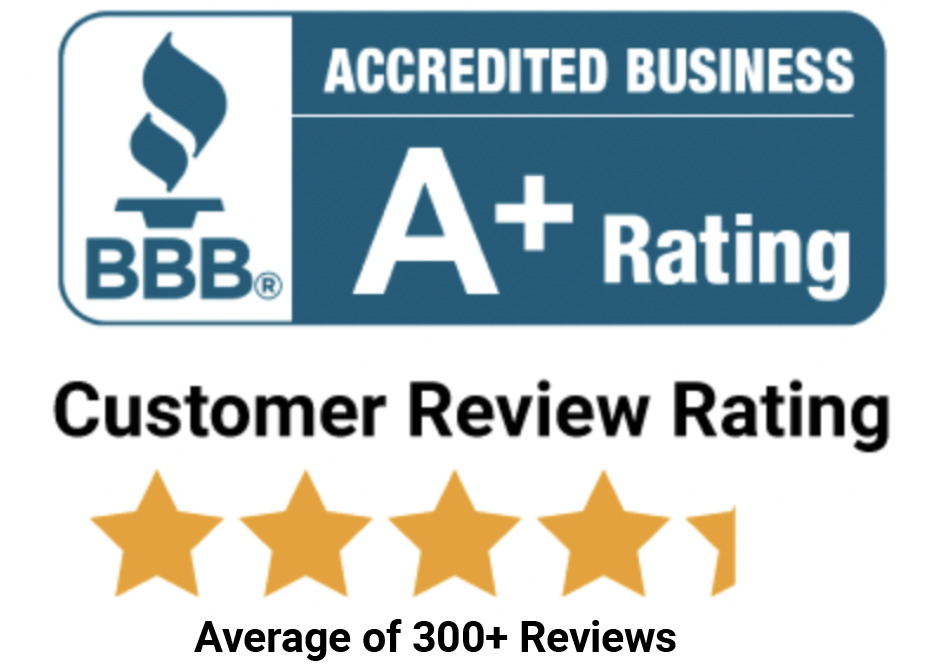 ACCREDITED BUSINESS
A+ Rating
BBB®
Customer Review Rating
Average of 300+ Reviews